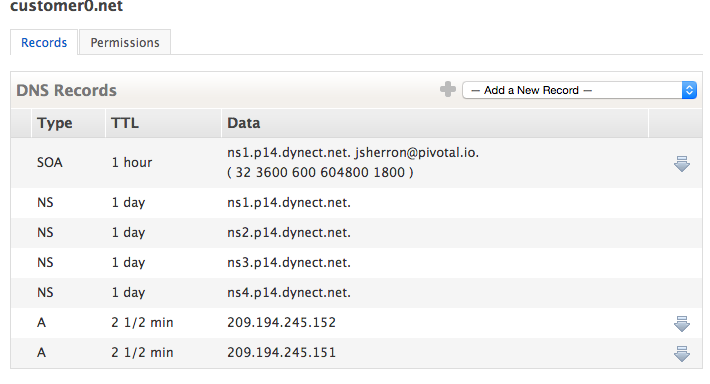 customer0.net
Records Permissions
DNS Records — Add a New Record —
Type TTL Data
SOA 1 hour ns1.p14.dynect.net. jsherron@pivotal.io.
( 32 3600 600 604800 1800 )
NS 1 day ns1.p14.dynect.net.
NS 1 day ns2.p14.dynect.net.
NS 1 day ns3.p14.dynect.net.
NS 1 day ns4.p14.dynect.net.
A 2 1/2 min 209.194.245.152
A 2 1/2 min 209.194.245.151